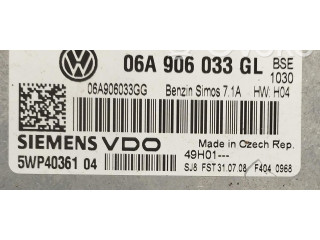 06A 906 033 GL BSE
1030
06A906033GG Benzin Simos 7.1A HW: H04
SIEMENS VDO Made in Czech Rep.
49H01---
5WP40361 04 SJ8 FST 31.07.08 F404 0968